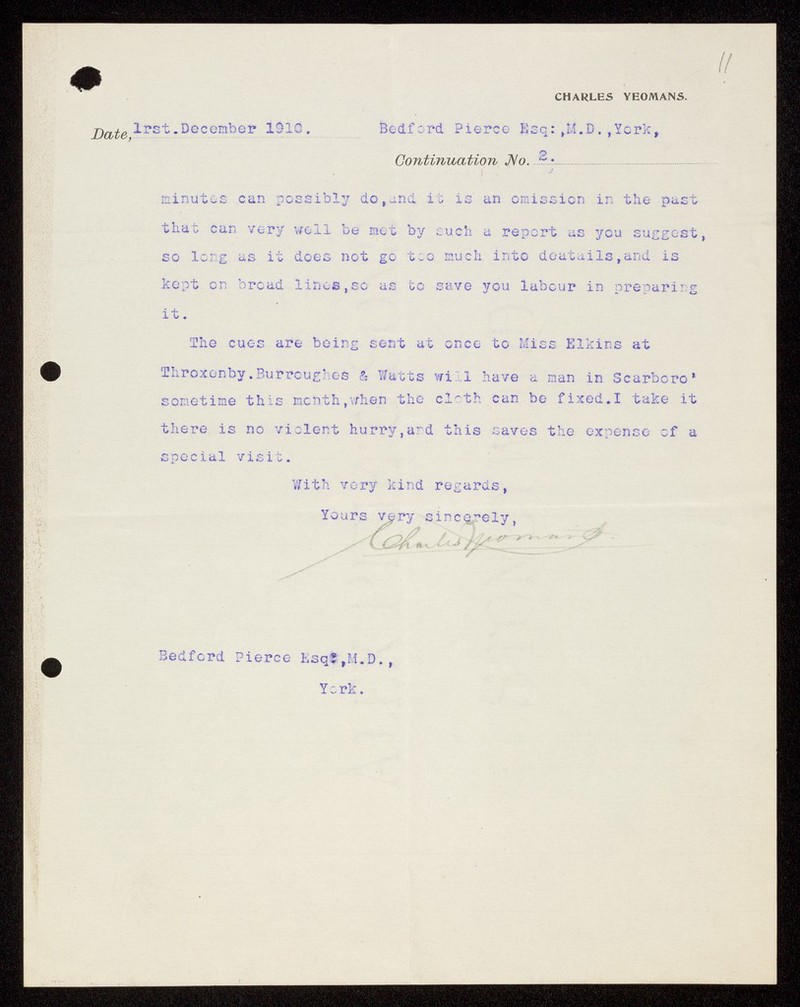 11
CHARLES YEOMANS.
Date, 1rst.December 1910. Bedford Pierce Esq:,M.D.,York,
Continuation No. 2.
minutes can possibly do,and it is an omission in the past
that can very well be met by such a report as you suggest,
so long as it does not go too much into deatails,and is
kept on broad lines,so as to save you labour in preparing
it.
The cues are being sent at once to Miss Elkins at
Throxenby.Burroughes & Watts will have a man in Scarboro'
sometime this month,when the cloth can be fixed.I take it
there is no violent hurry,and this saves the expense of a
special visit.
With very kind regards,
Yours very sincerely,
Charles Yeomans
Bedford Pierce Esq:,M.D.,
York.